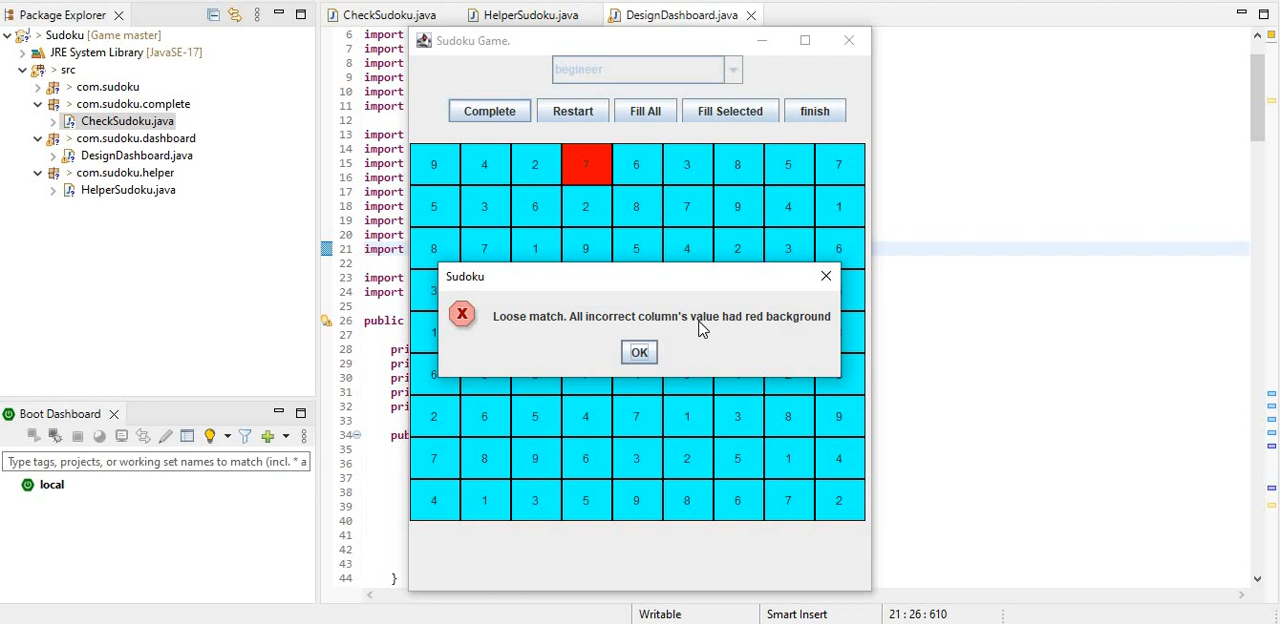 Package Explorer
CheckSudoku.java
HelperSudoku.java
DesignDashboard.java
> Sudoku [Game master]
JRE System Library [JavaSE-17]
> src
> com.sudoku
> com.sudoku.complete
CheckSudoku.java
> com.sudoku.dashboard
DesignDashboard.java
> com.sudoku.helper
HelperSudoku.java
Boot Dashboard
Type tags, projects, or working set names to match (incl. * a
local
6 import
7 import
8 import
9 import
10 import
11 import
12
13 import
14 import
15 import
16 import
17 import
18 import
19 import
20 import
21 import
22
23 import
24 import
25
26 public
27
28 pri
29 pri
30 pri
31 pri
32 pri
33
34 pub
35
36
37
38
39
40
41
42
43
44 }
Sudoku Game.
begineer
Complete Restart Fill All Fill Selected finish
9 4 2 7 6 3 8 5 7
5 3 6 2 8 7 9 4 1
8 7 1 9 5 4 2 3 6
3
1
6
Sudoku
Loose match. All incorrect column's value had red background
OK
2 6 5 4 7 1 3 8 9
7 8 9 6 3 2 5 1 4
4 1 3 5 9 8 6 7 2
Writable Smart Insert 21 : 26 : 610